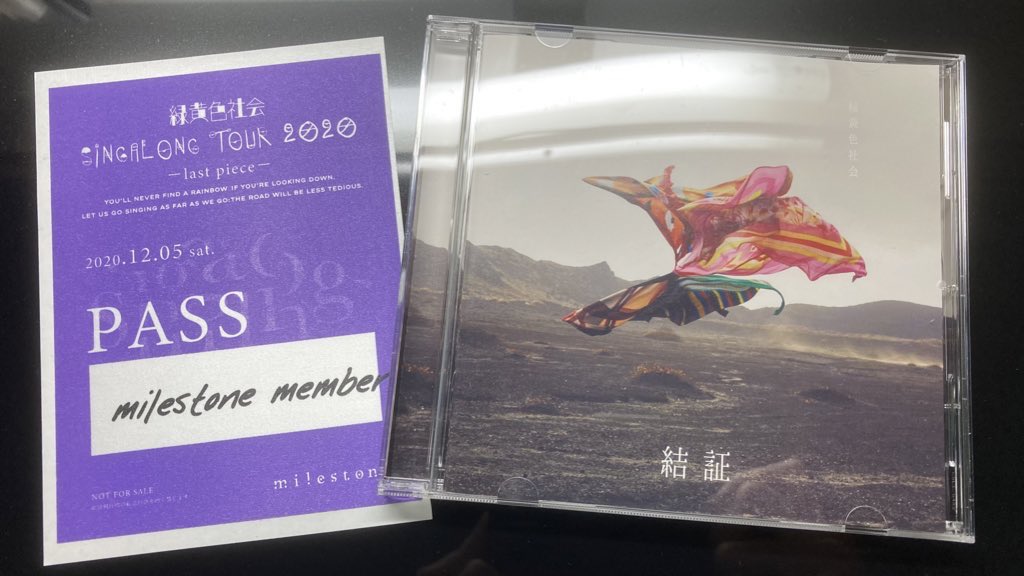 緑黄色社会
SINGALONG TOUR 2020
—last piece—
YOU'LL NEVER FIND A RAINBOW IF YOU'RE LOOKING DOWN.
LET US GO SINGING AS FAR AS WE GO:THE ROAD WILL BE LESS TEDIOUS.
2020.12.05 sat.
PASS
milestone member
mileston
NOT FOR SALE
緑黄色社会
結証